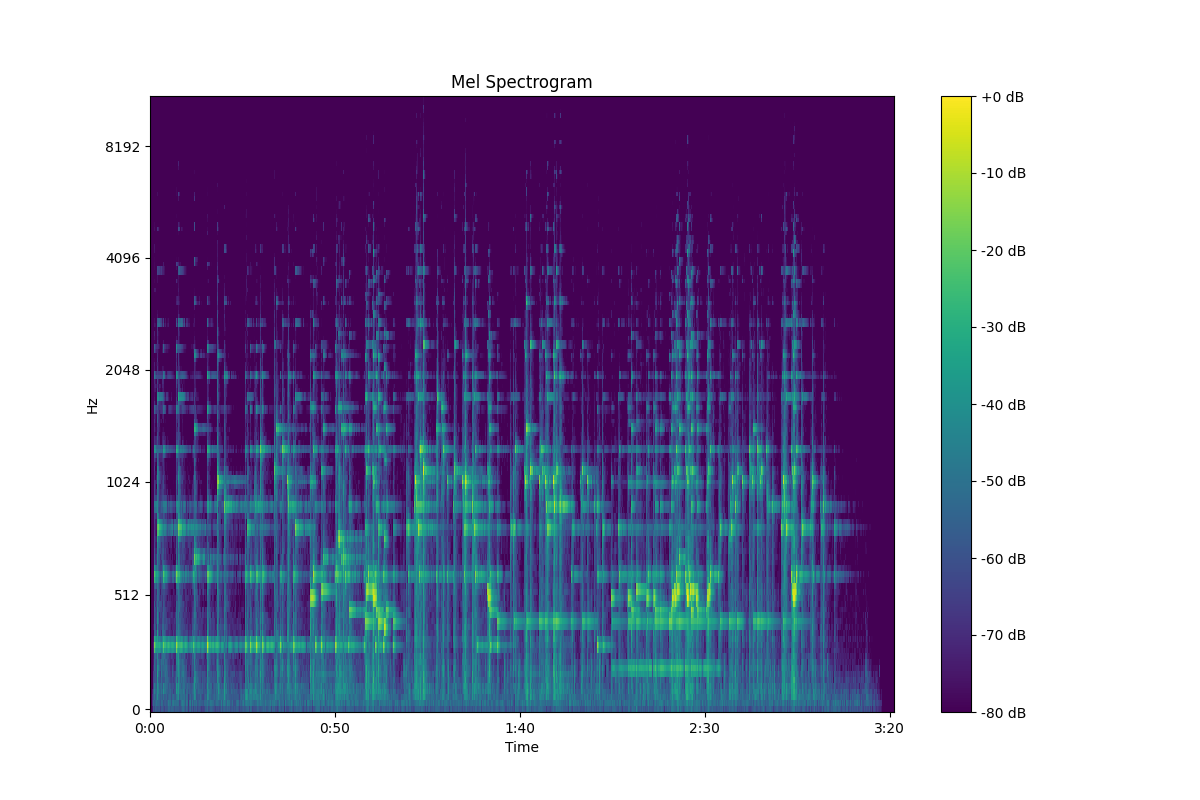 Mel Spectrogram
Hz
8192
4096
2048
1024
512
0
0:00
0:50
1:40
2:30
3:20
Time
+0 dB
-10 dB
-20 dB
-30 dB
-40 dB
-50 dB
-60 dB
-70 dB
-80 dB